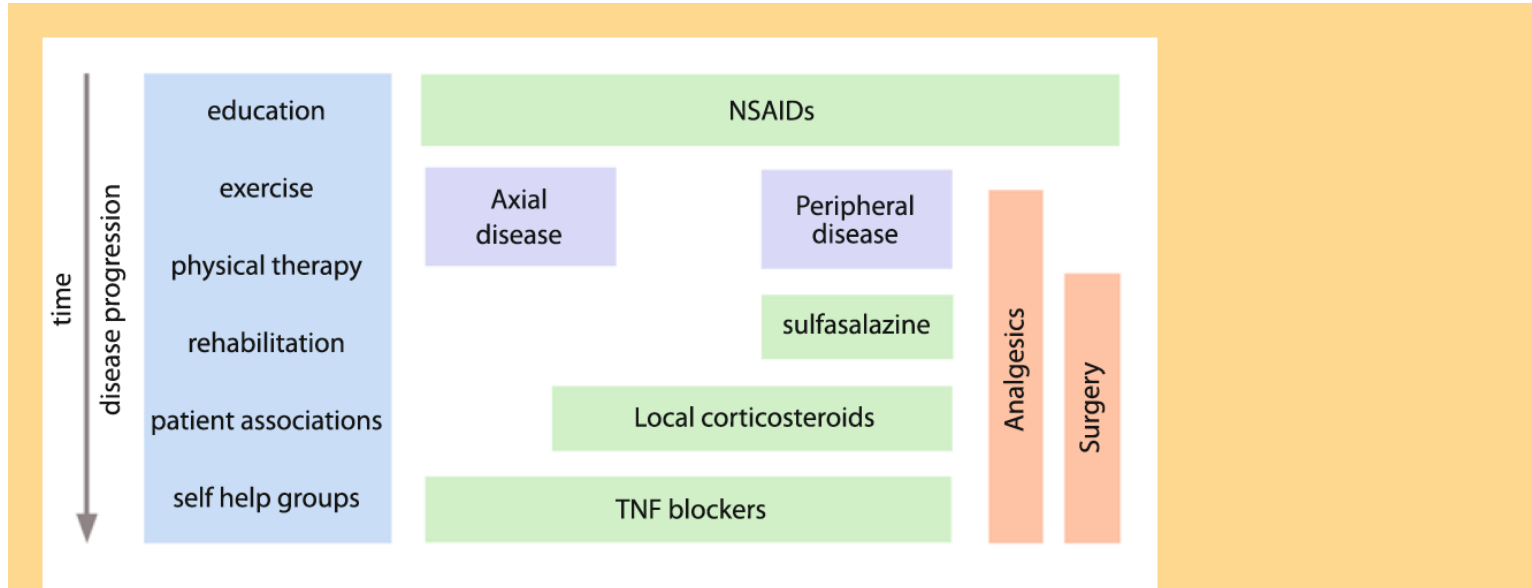 time
disease progression
education
exercise
physical therapy
rehabilitation
patient associations
self help groups
NSAIDs
Axial
disease
Peripheral
disease
sulfasalazine
Local corticosteroids
TNF blockers
Analgesics
Surgery